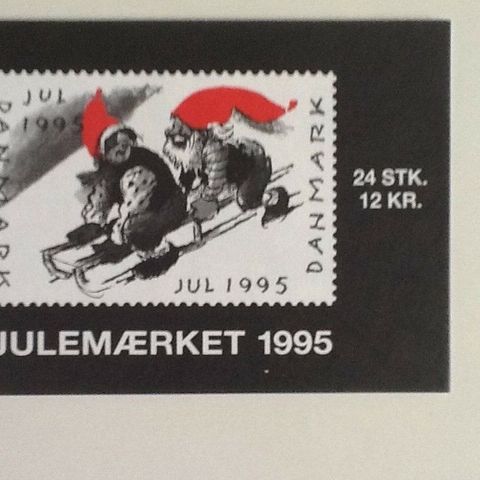 JUL
1995
DANMARK
DANMARK
JUL 1995
24 STK.
12 KR.
JULEMÆRKET 1995